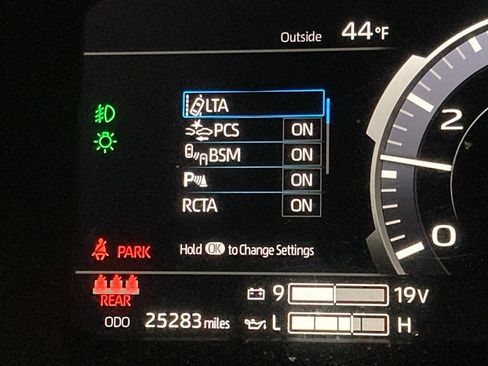 Outside 44°F
LTA
PCS ON
BSM ON
P ON
RCTA ON
2
0
PARK
Hold OK to Change Settings
REAR
9 19V
ODO 25283 miles
L H